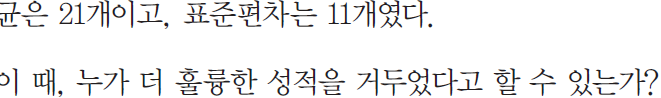 균은 21개이고, 표준편차는 11개였다.
이 때, 누가 더 훌륭한 성적을 거두었다고 할 수 있는가?